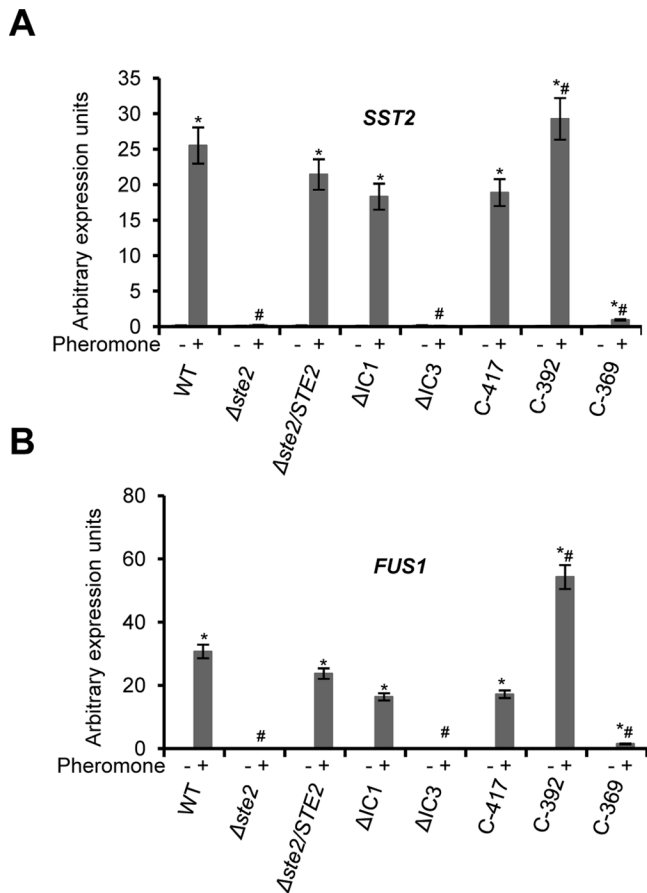 A
35
30
25
20
15
10
5
0
Arbitrary expression units
SST2
*
#
*
*
#
*
*#
*#
Pheromone - + - + - + - + - + - + - + - +
WT
Δste2
Δste2/STE2
ΔIC1
ΔIC3
C-417
C-392
C-369
B
80
60
40
20
0
Arbitrary expression units
FUS1
*
#
*
*
#
*
*#
*#
Pheromone - + - + - + - + - + - + - + - +
WT
Δste2
Δste2/STE2
ΔIC1
ΔIC3
C-417
C-392
C-369